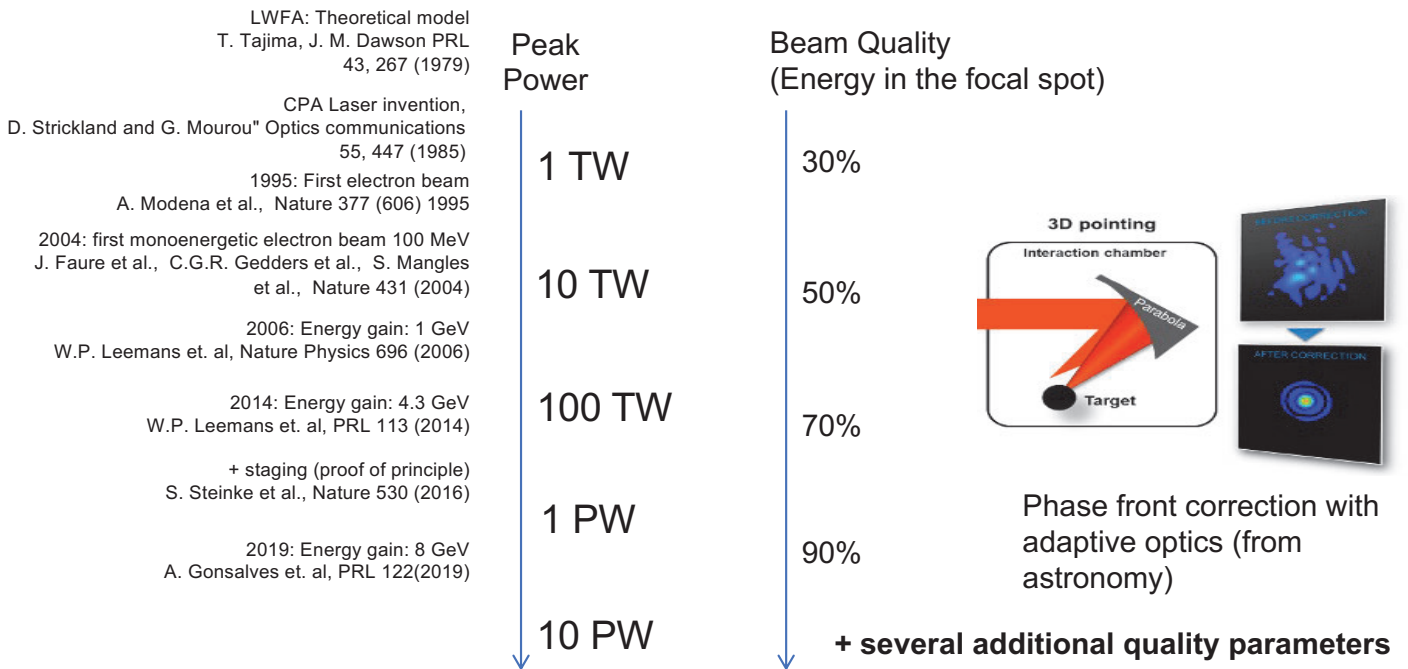 LWFA: Theoretical model
T. Tajima, J. M. Dawson PRL
43, 267 (1979)
CPA Laser invention,
D. Strickland and G. Mourou" Optics communications
55, 447 (1985)
1995: First electron beam
A. Modena et al., Nature 377 (606) 1995
2004: first monoenergetic electron beam 100 MeV
J. Faure et al., C.G.R. Gedders et al., S. Mangles
et al., Nature 431 (2004)
2006: Energy gain: 1 GeV
W.P. Leemans et. al, Nature Physics 696 (2006)
2014: Energy gain: 4.3 GeV
W.P. Leemans et. al, PRL 113 (2014)
+ staging (proof of principle)
S. Steinke et al., Nature 530 (2016)
2019: Energy gain: 8 GeV
A. Gonsalves et. al, PRL 122(2019)
Peak
Power
1 TW
10 TW
100 TW
1 PW
10 PW
Beam Quality
(Energy in the focal spot)
30%
50%
70%
90%
3D pointing
Interaction chamber
Parabola
Target
BEFORE CORRECTION
AFTER CORRECTION
Phase front correction with
adaptive optics (from
astronomy)
+ several additional quality parameters